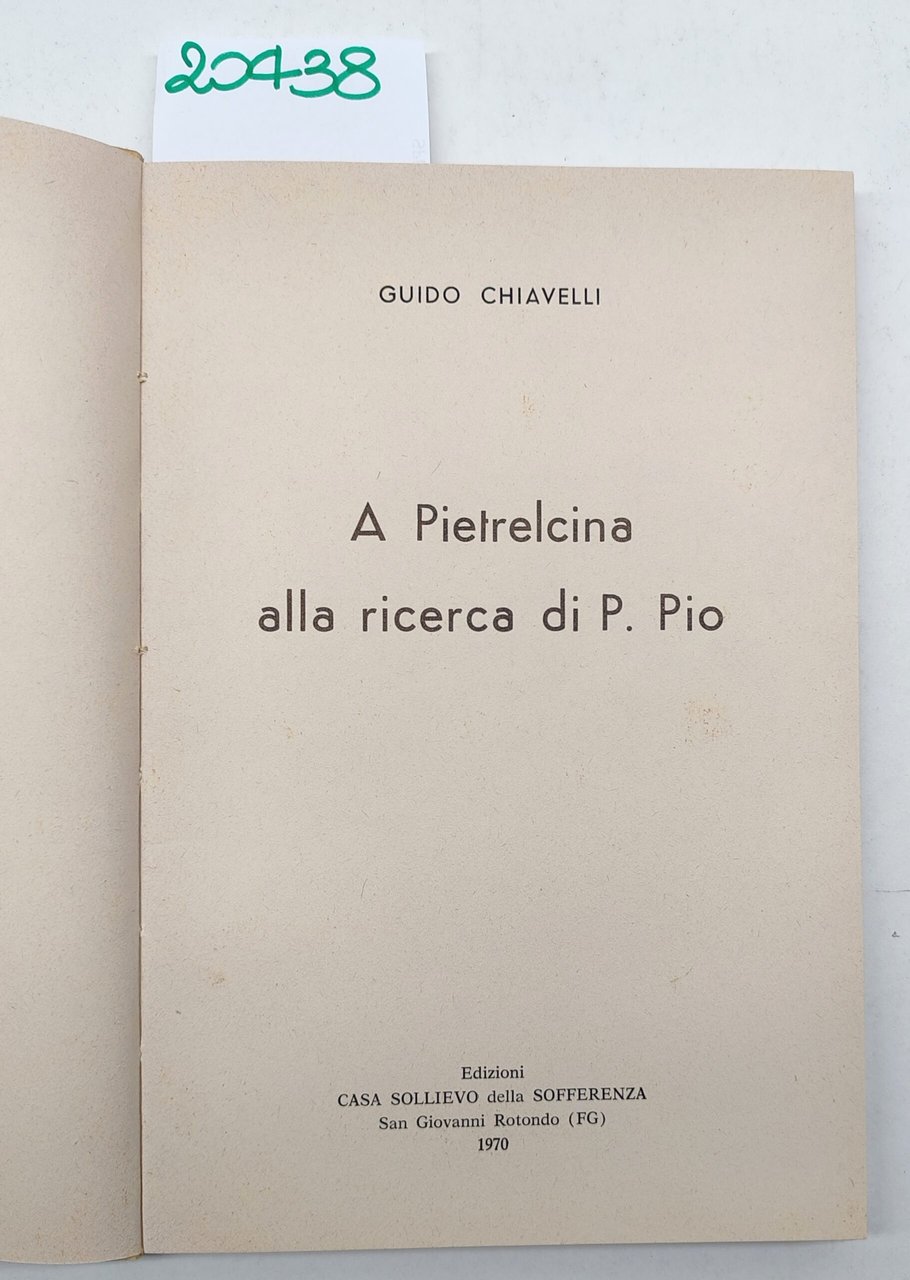 20438
GUIDO CHIAVELLI
A Pietrelcina
alla ricerca di P. Pio
Edizioni
CASA SOLLIEVO della SOFFERENZA
San Giovanni Rotondo (FG)
1970